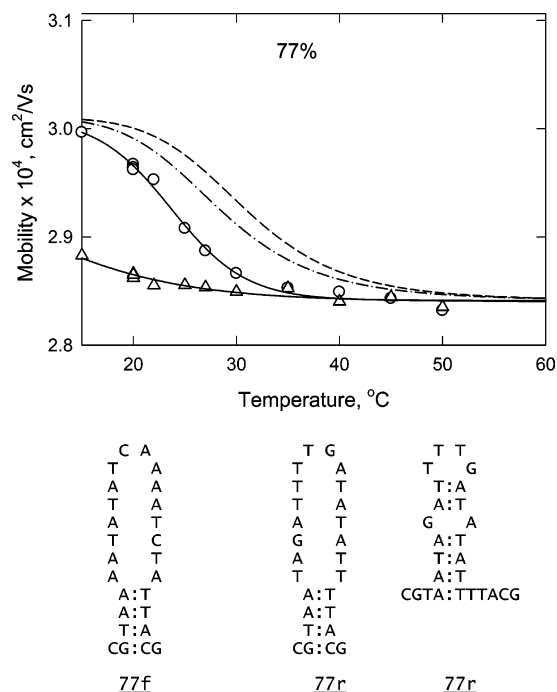 3.1
77%
3.0
2.9
2.8
Mobility x 10⁴, cm²/Vs
20 30 40 50 60
Temperature, °C
C A T G T T
T A T A T G
A A T T T:A
T A T A A:T
A T A T G A
T C G A A:T
A T A T T:A
A A T T A:T
A:T A:T CGTA:TTTACG
A:T A:T
T:A T:A
CG:CG CG:CG
77f 77r 77r